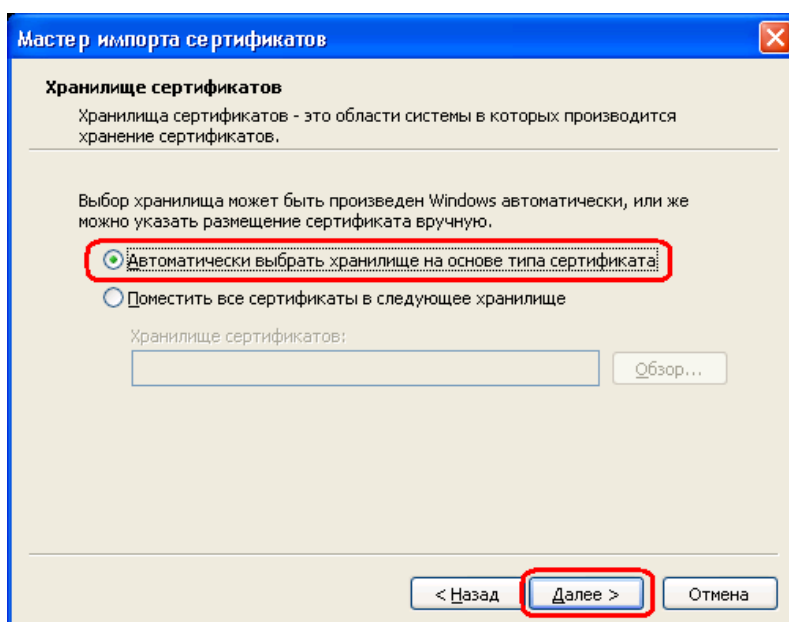 Мастер импорта сертификатов
Хранилище сертификатов
Хранилища сертификатов - это области системы в которых производится
хранение сертификатов.
Выбор хранилища может быть произведен Windows автоматически, или же
можно указать размещение сертификата вручную.
Автоматически выбрать хранилище на основе типа сертификата
Поместить все сертификаты в следующее хранилище
Хранилище сертификатов:
Обзор...
< Назад Далее > Отмена